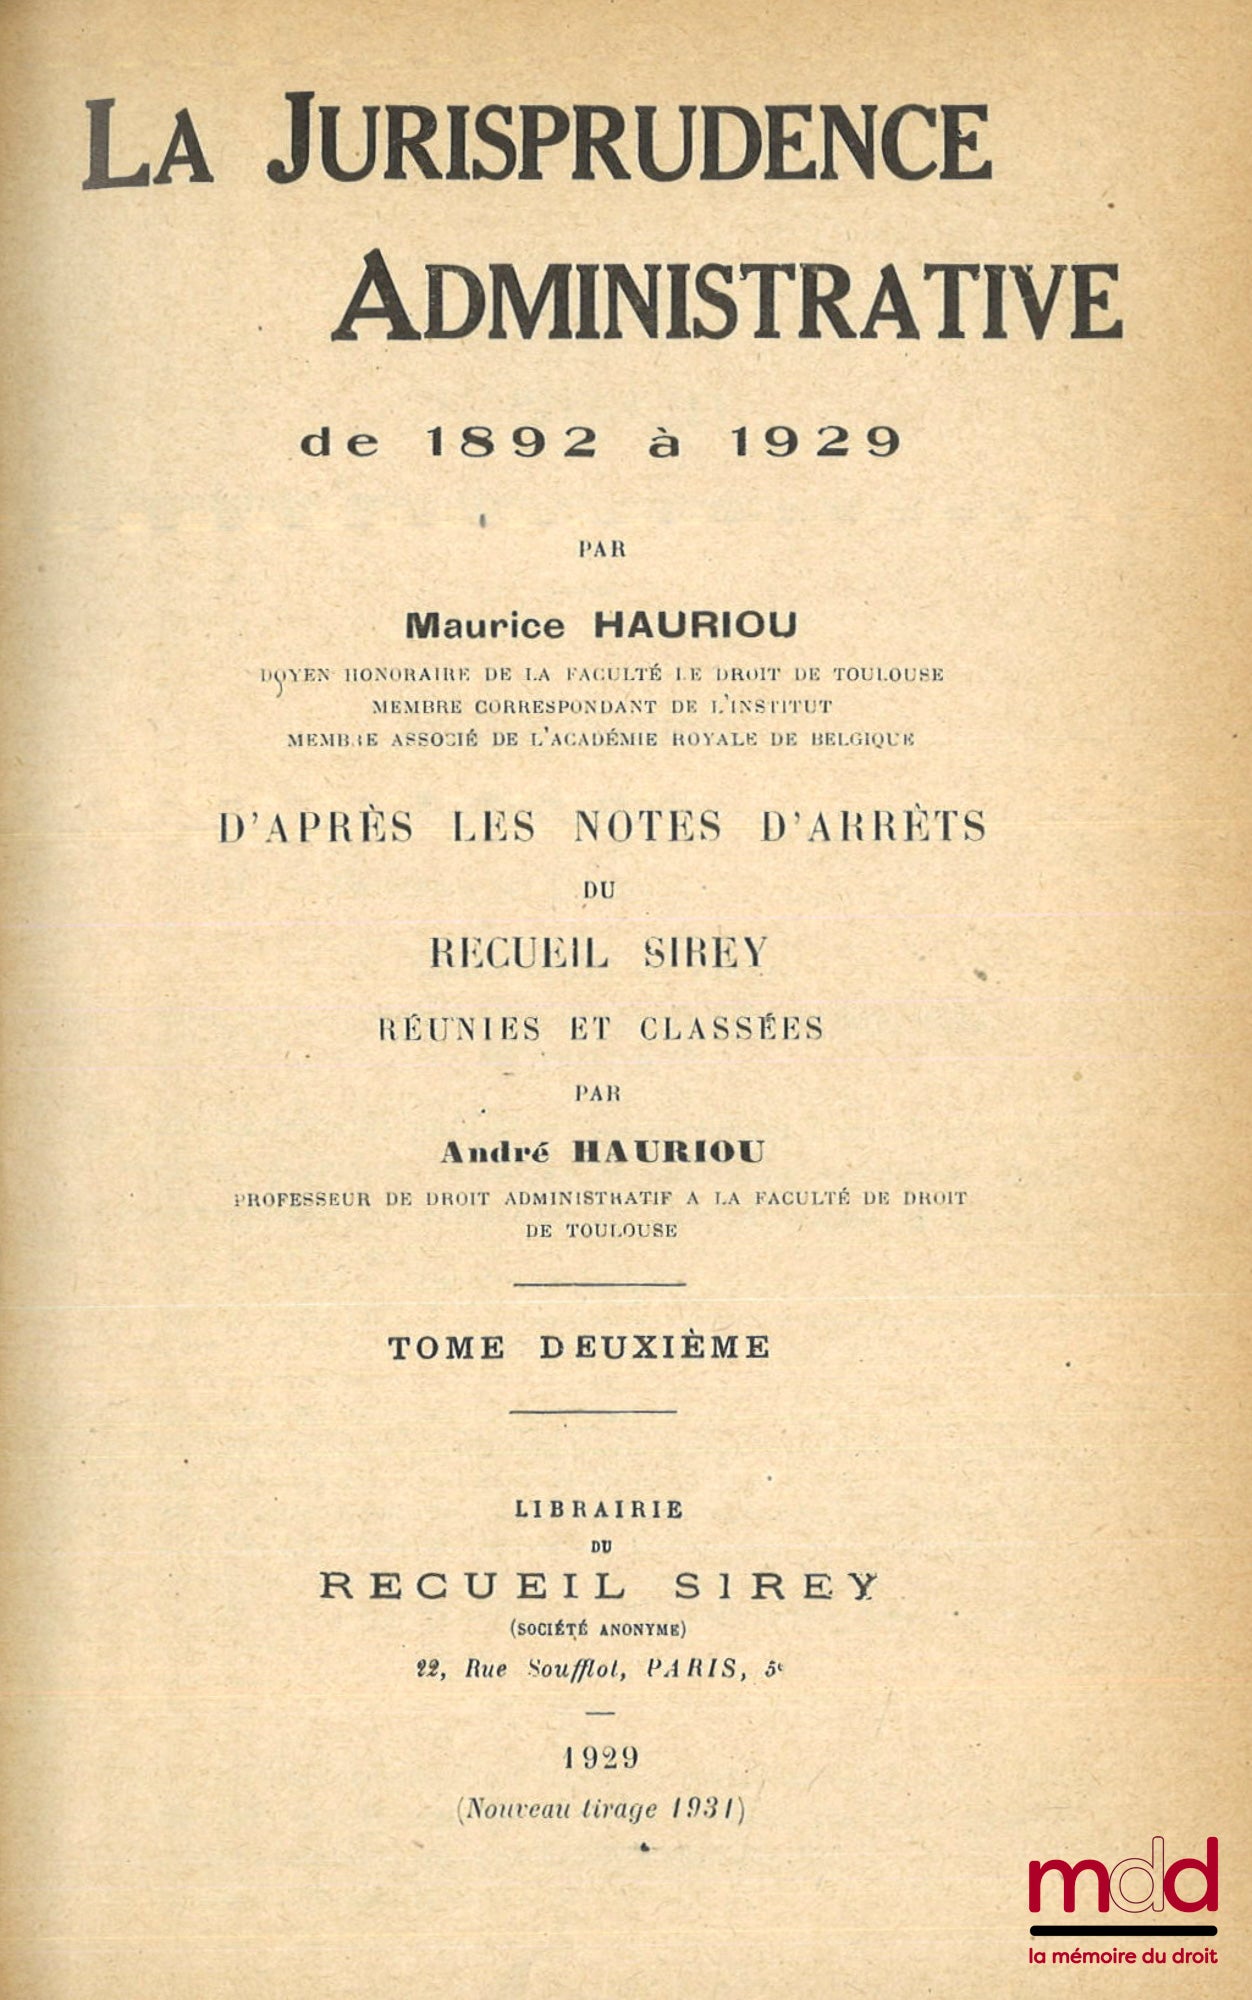 LA JURISPRUDENCE
ADMINISTRATIVE
de 1892 à 1929
PAR
Maurice HAURIOU
DOYEN HONORAIRE DE LA FACULTÉ DE DROIT DE TOULOUSE
MEMBRE CORRESPONDANT DE L'INSTITUT
MEMBRE ASSOCIÉ DE L'ACADÉMIE ROYALE DE BELGIQUE
D'APRÈS LES NOTES D'ARRÊTS
DU
RECUEIL SIREY
RÉUNIES ET CLASSÉES
PAR
André HAURIOU
PROFESSEUR DE DROIT ADMINISTRATIF A LA FACULTÉ DE DROIT
DE TOULOUSE
TOME DEUXIÈME
LIBRAIRIE
DU
RECUEIL SIREY
(SOCIÉTÉ ANONYME)
22, Rue Soufflot, PARIS, 5e
1929
(Nouveau tirage 1931)
mdd
la mémoire du droit